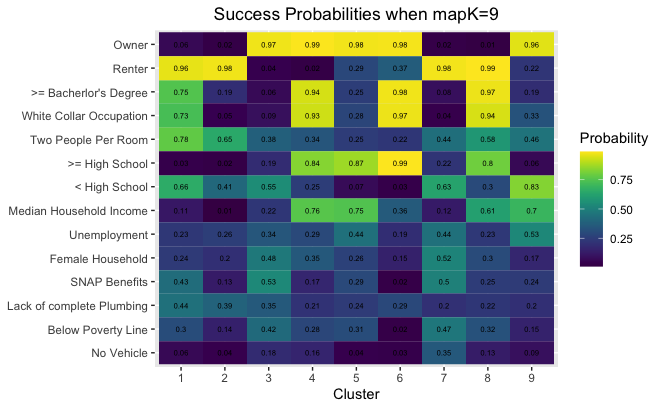 Success Probabilities when mapK=9
Owner 0.97 0.99 0.98 0.98 0.96
Renter 0.96 0.98 0.29 0.37 0.98 0.99 0.22
>= Bacherlor's Degree 0.75 0.19 0.94 0.25 0.98 0.97 0.19
White Collar Occupation 0.73 0.93 0.28 0.97 0.94 0.33
Two People Per Room 0.78 0.65 0.38 0.34 0.25 0.22 0.44 0.58 0.46
>= High School 0.19 0.84 0.87 0.99 0.22 0.8
< High School 0.66 0.41 0.55 0.25 0.63 0.3 0.83
Median Household Income 0.11 0.22 0.76 0.75 0.36 0.12 0.61 0.7
Unemployment 0.23 0.26 0.34 0.29 0.44 0.19 0.44 0.23 0.53
Female Household 0.24 0.2 0.48 0.35 0.26 0.15 0.52 0.3 0.17
SNAP Benefits 0.43 0.13 0.53 0.17 0.29 0.5 0.25 0.24
Lack of complete Plumbing 0.44 0.39 0.35 0.21 0.24 0.29 0.2 0.22 0.2
Below Poverty Line 0.3 0.14 0.42 0.28 0.31 0.47 0.32 0.15
No Vehicle 0.18 0.16 0.35 0.13 0.09
1 2 3 4 5 6 7 8 9
Cluster
Probability
0.75
0.50
0.25